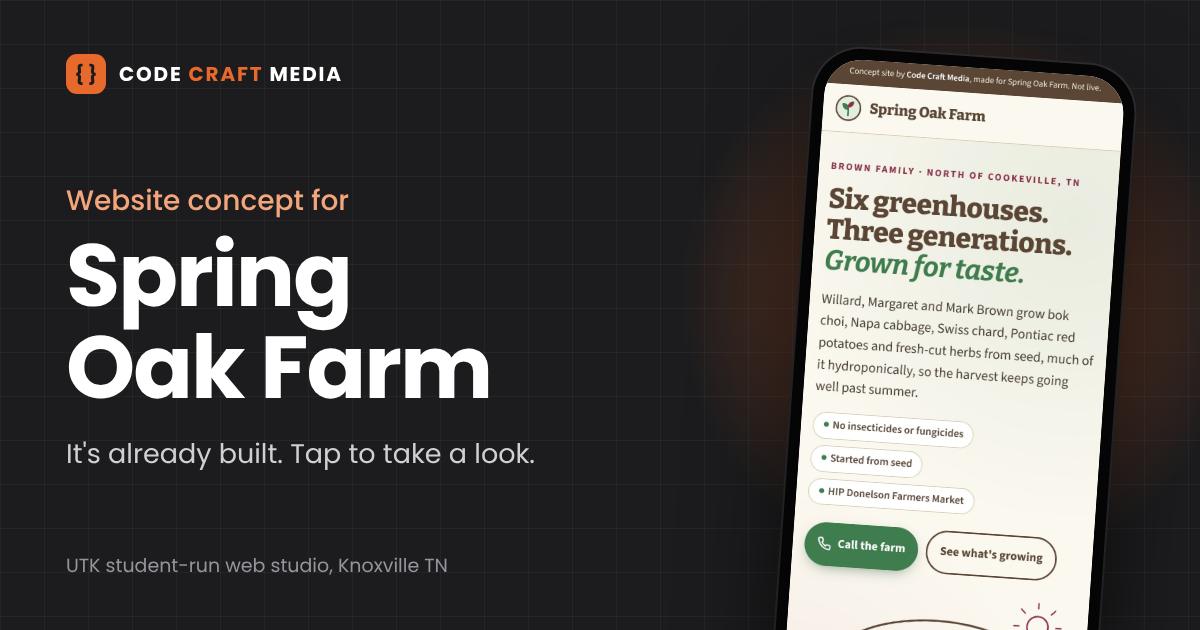 { } CODE CRAFT MEDIA
Website concept for
Spring
Oak Farm
It's already built. Tap to take a look.
UTK student-run web studio, Knoxville TN
Concept site by Code Craft Media, made for Spring Oak Farm. Not live.
Spring Oak Farm
BROWN FAMILY · NORTH OF COOKEVILLE, TN
Six greenhouses.
Three generations.
Grown for taste.
Willard, Margaret and Mark Brown grow bok
choi, Napa cabbage, Swiss chard, Pontiac red
potatoes and fresh-cut herbs from seed, much of
it hydroponically, so the harvest keeps going
well past summer.
No insecticides or fungicides
Started from seed
HIP Donelson Farmers Market
Call the farm
See what's growing